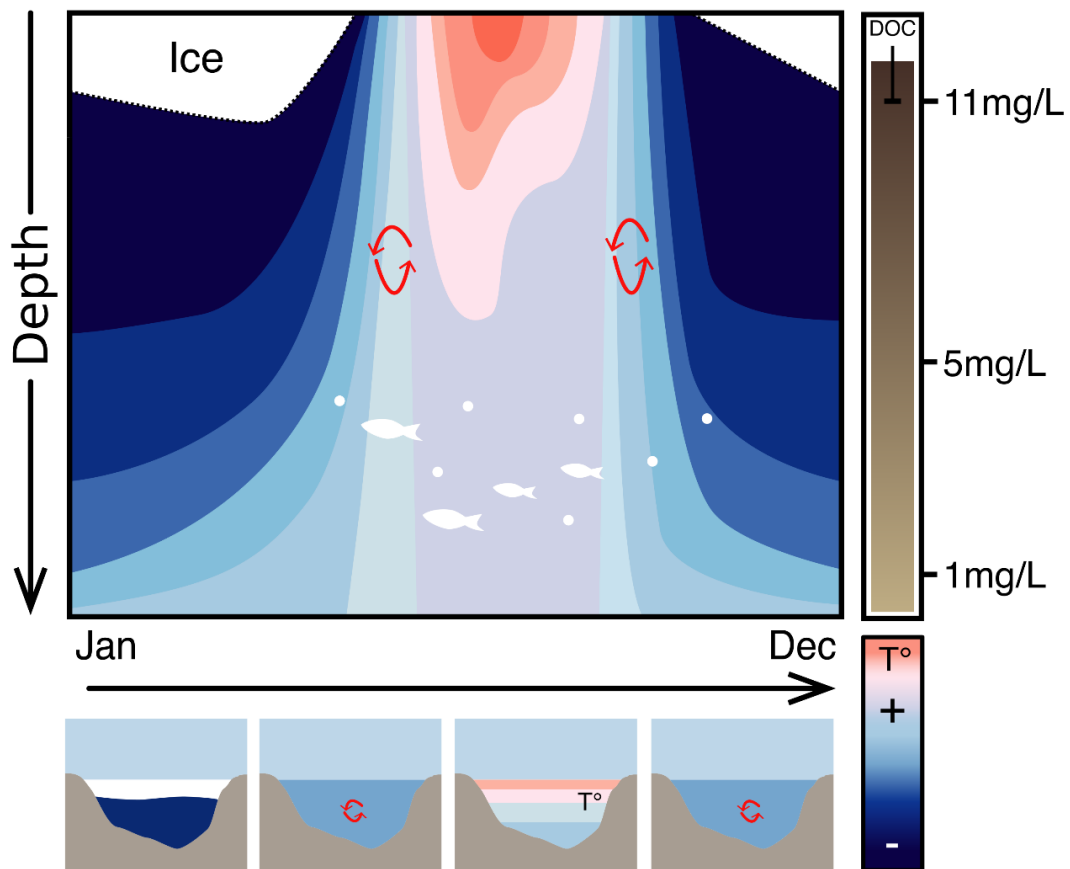 Ice
Depth
Jan
Dec
DOC
11mg/L
5mg/L
1mg/L
T°
+
-
T°